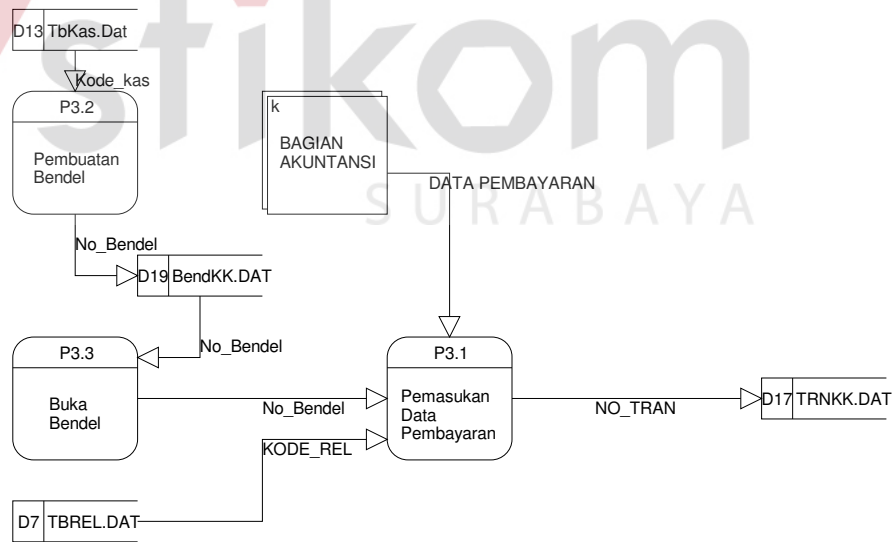 stikom
SURABAYA
D13 TbKas.Dat
Kode_kas
P3.2
Pembuatan
Bendel
k
BAGIAN
AKUNTANSI
DATA PEMBAYARAN
No_Bendel
D19 BendKK.DAT
No_Bendel
P3.3
Buka
Bendel
No_Bendel
KODE_REL
P3.1
Pemasukan
Data
Pembayaran
NO_TRAN
D17 TRNKK.DAT
D7 TBREL.DAT